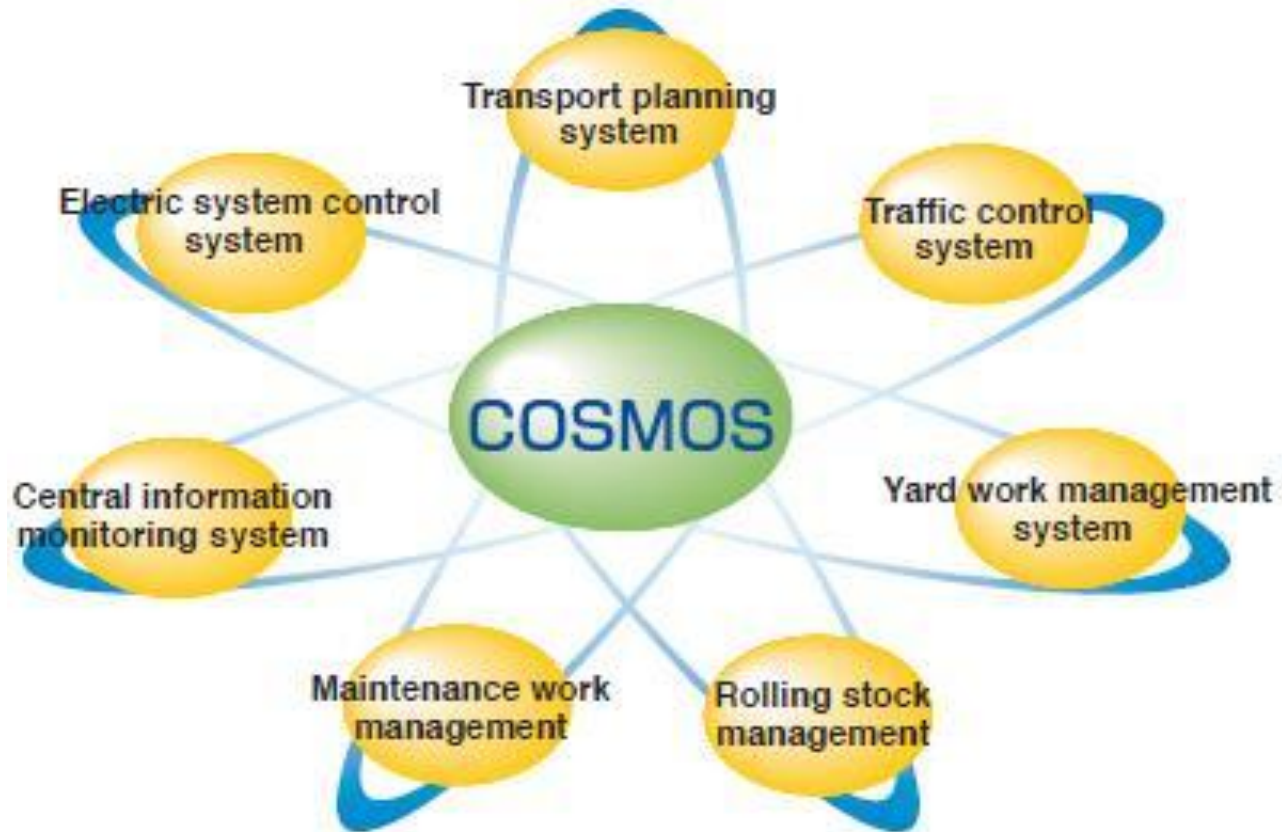 Transport planning
system
Electric system control
system
Traffic control
system
COSMOS
Central information
monitoring system
Yard work management
system
Maintenance work
management
Rolling stock
management